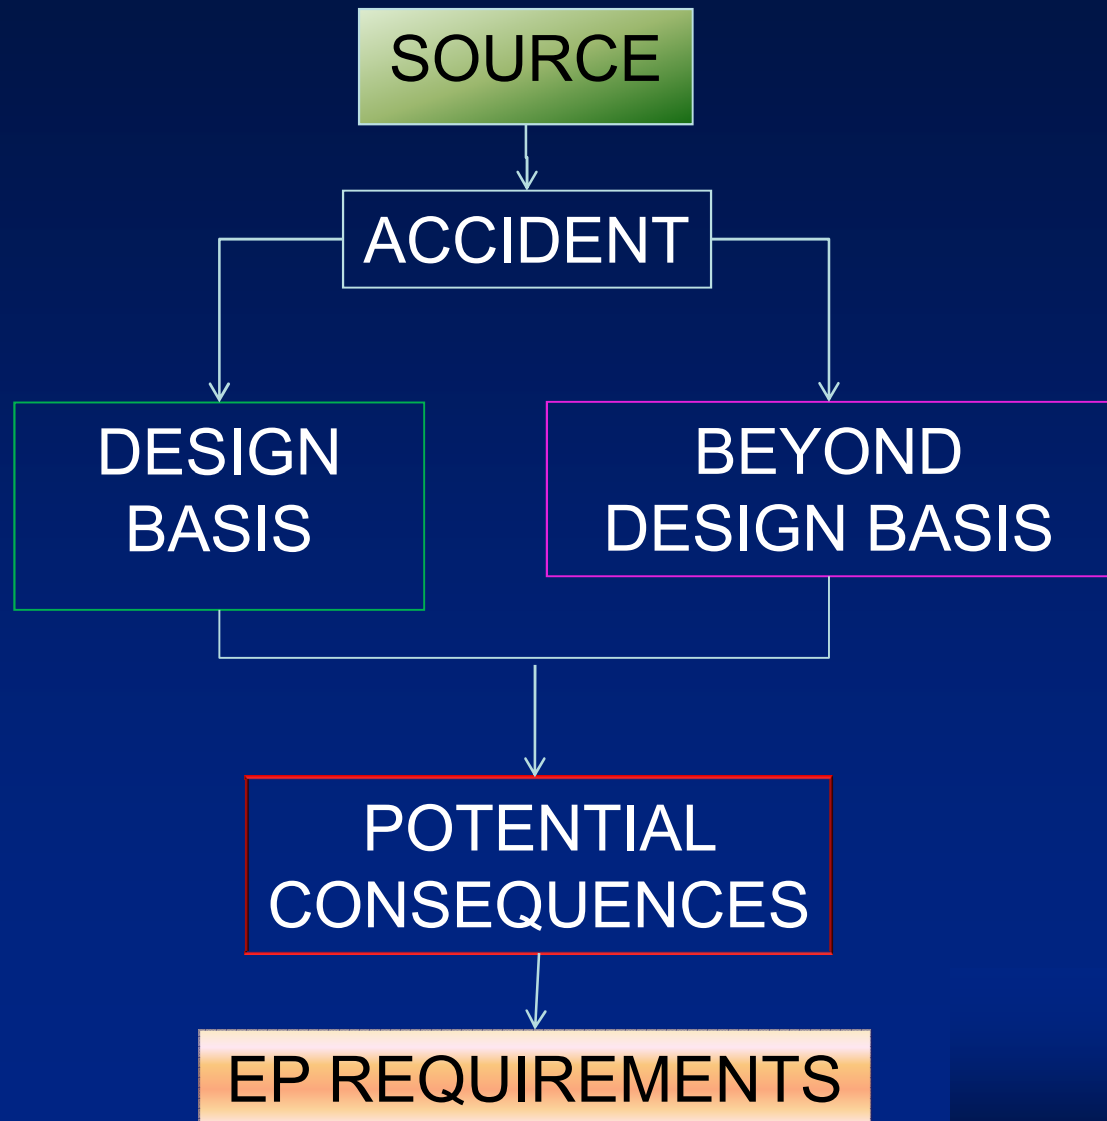 SOURCE
ACCIDENT
DESIGN
BASIS
BEYOND
DESIGN BASIS
POTENTIAL
CONSEQUENCES
EP REQUIREMENTS